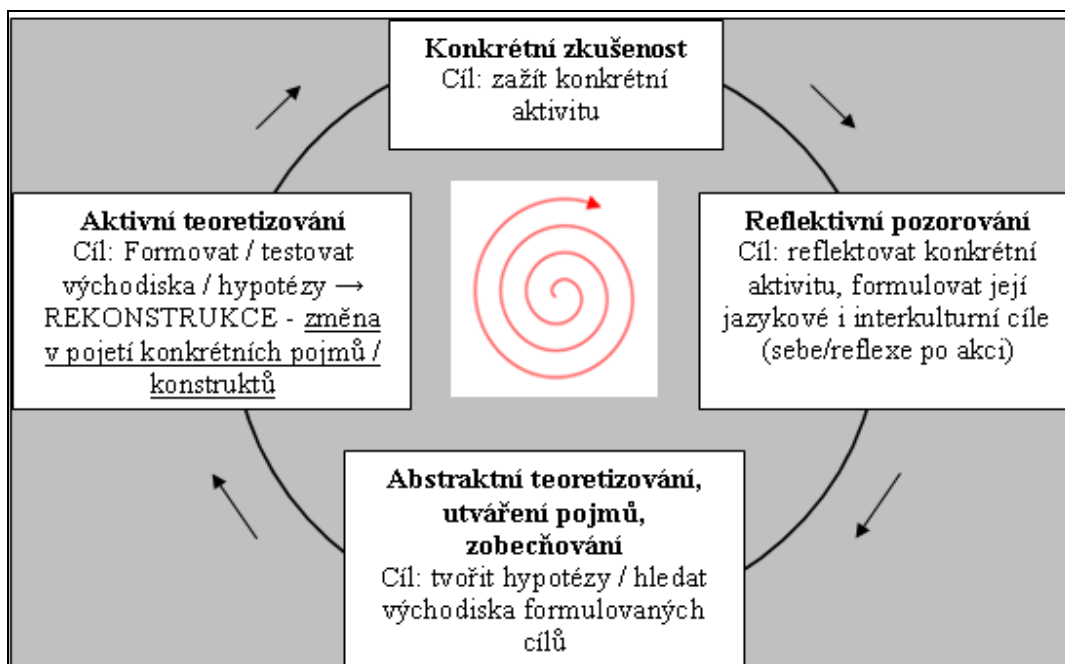 Konkrétní zkušenost
Cíl: zažít konkrétní
aktivitu
Aktivní teoretizování
Cíl: Formovat / testovat
východiska / hypotézy →
REKONSTRUKCE - změna
v pojetí konkrétních pojmů /
konstruktů
Reflektivní pozorování
Cíl: reflektovat konkrétní
aktivitu, formulovat její
jazykové i interkulturní cíle
(sebe/reflexe po akci)
Abstraktní teoretizování,
utváření pojmů,
zobecňování
Cíl: tvořit hypotézy / hledat
východiska formulovaných
cílů